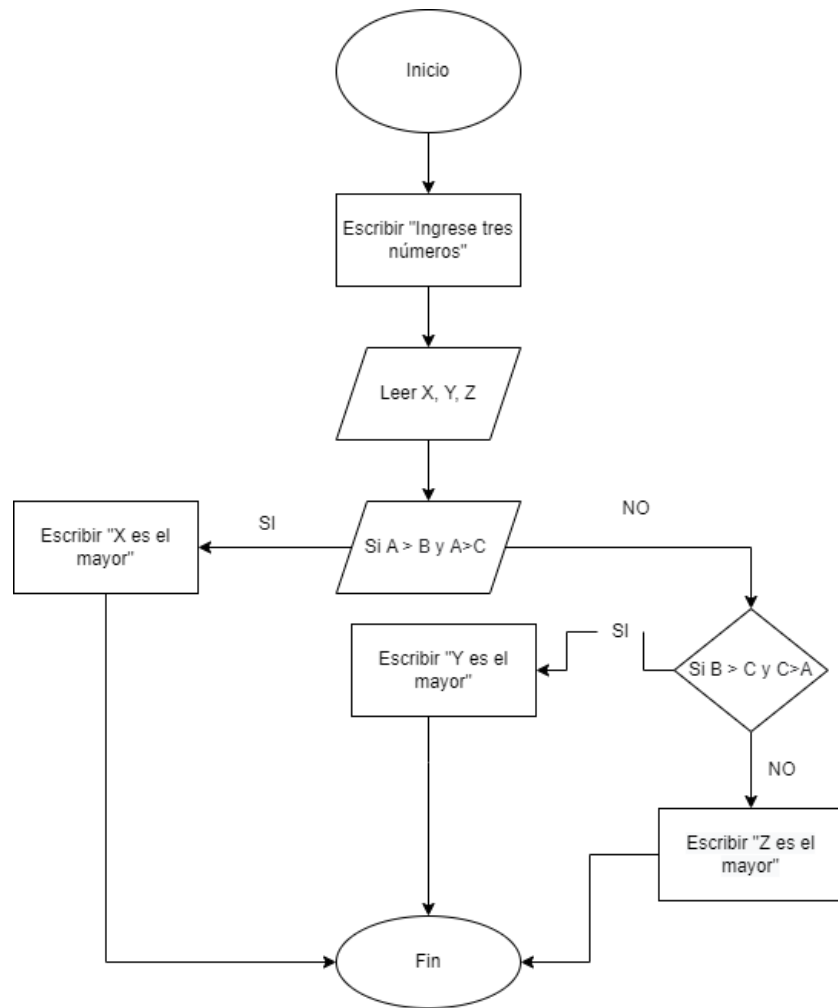 Inicio
Escribir "Ingrese tres
números"
Leer X, Y, Z
Si A > B y A>C
SI
NO
Escribir "X es el
mayor"
Si B > C y C>A
SI
Escribir "Y es el
mayor"
NO
Escribir "Z es el
mayor"
Fin